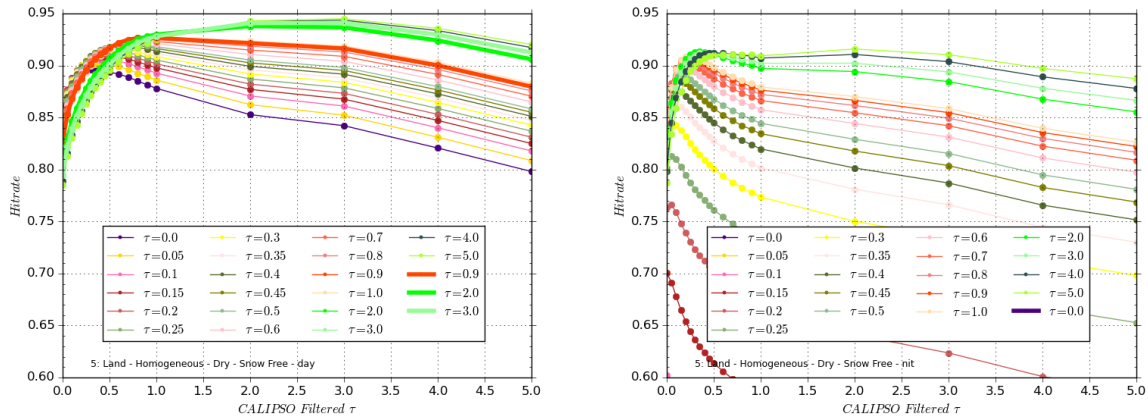 0.95
0.90
0.85
0.80
0.75
0.70
0.65
0.60
Hitrate
τ=0.0 τ=0.3 τ=0.7 τ=4.0
τ=0.05 τ=0.35 τ=0.8 τ=5.0
τ=0.1 τ=0.4 τ=0.9 τ=0.9
τ=0.15 τ=0.45 τ=1.0 τ=2.0
τ=0.2 τ=0.5 τ=2.0 τ=3.0
τ=0.25 τ=0.6 τ=3.0
5: Land - Homogeneous - Dry - Snow Free - day
0.0 0.5 1.0 1.5 2.0 2.5 3.0 3.5 4.0 4.5 5.0
CALIPSO Filtered τ
0.95
0.90
0.85
0.80
0.75
0.70
0.65
0.60
Hitrate
τ=0.0 τ=0.3 τ=0.6 τ=2.0
τ=0.05 τ=0.35 τ=0.7 τ=3.0
τ=0.1 τ=0.4 τ=0.8 τ=4.0
τ=0.15 τ=0.45 τ=0.9 τ=5.0
τ=0.2 τ=0.5 τ=1.0 τ=0.0
τ=0.25
5: Land - Homogeneous - Dry - Snow Free - nit
0.0 0.5 1.0 1.5 2.0 2.5 3.0 3.5 4.0 4.5 5.0
CALIPSO Filtered τ